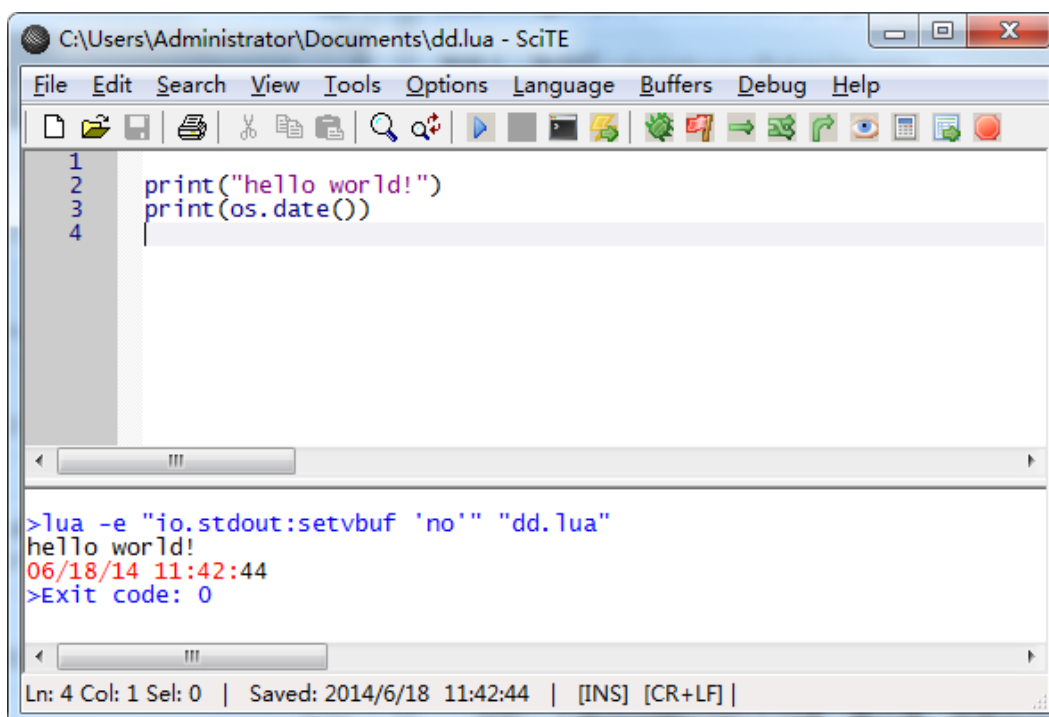 C:\Users\Administrator\Documents\dd.lua - SciTE
File Edit Search View Tools Options Language Buffers Debug Help
1
2 print("hello world!")
3 print(os.date())
4
>lua -e "io.stdout:setvbuf 'no'" "dd.lua"
hello world!
06/18/14 11:42:44
>Exit code: 0
Ln: 4 Col: 1 Sel: 0 | Saved: 2014/6/18 11:42:44 | [INS] [CR+LF] |